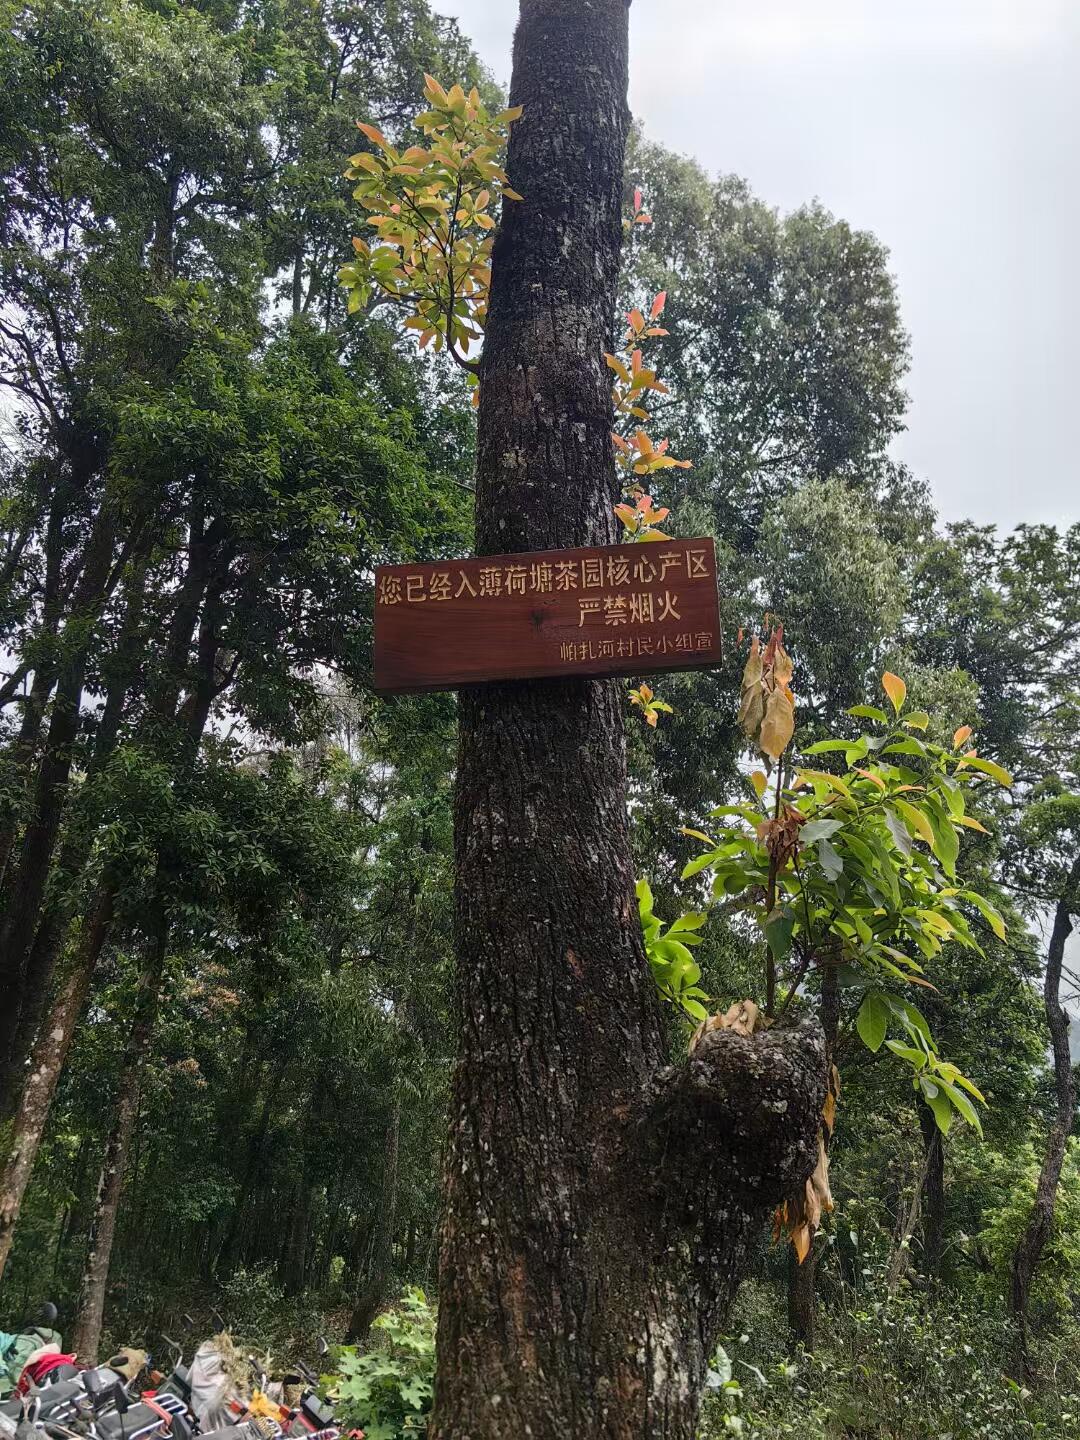 您已经入薄荷塘茶园核心产区
严禁烟火
帕扎河村民小组宣